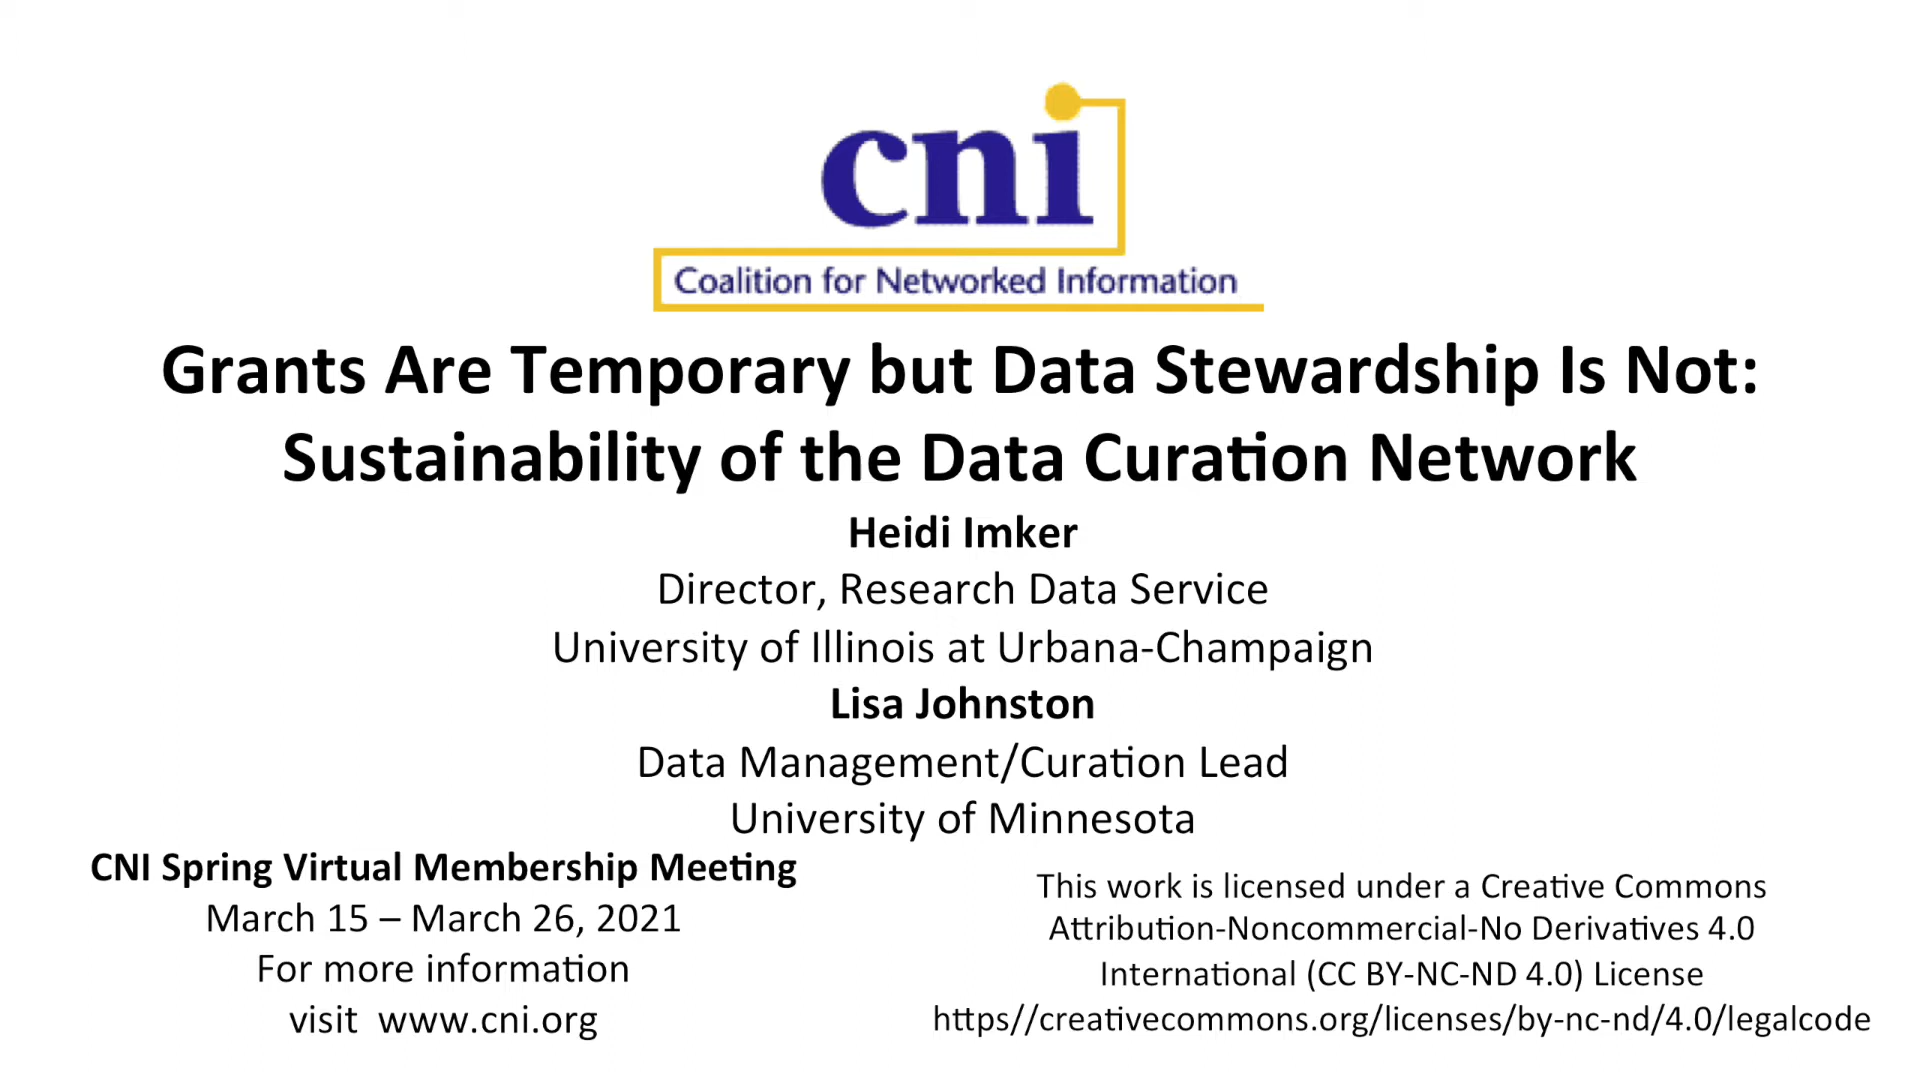 cni
Coalition for Networked Information
Grants Are Temporary but Data Stewardship Is Not:
Sustainability of the Data Curation Network
Heidi Imker
Director, Research Data Service
University of Illinois at Urbana-Champaign
Lisa Johnston
Data Management/Curation Lead
University of Minnesota
CNI Spring Virtual Membership Meeting
March 15 – March 26, 2021
For more information
visit www.cni.org
This work is licensed under a Creative Commons
Attribution-Noncommercial-No Derivatives 4.0
International (CC BY-NC-ND 4.0) License
https//creativecommons.org/licenses/by-nc-nd/4.0/legalcode